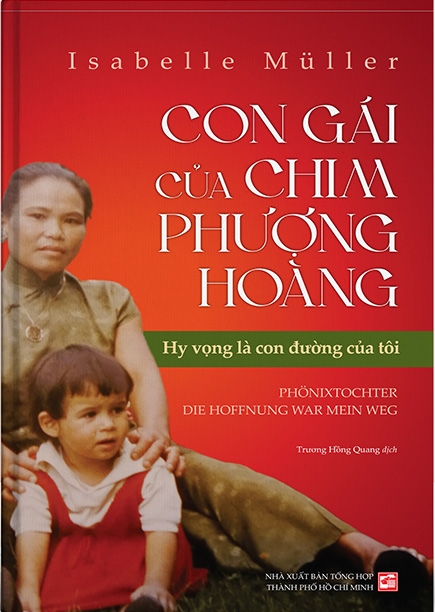 Isabelle Müller
CON GÁI
CỦA CHIM
PHƯỢNG
HOÀNG
Hy vọng là con đường của tôi
PHÖNIXTOCHTER
DIE HOFFNUNG WAR MEIN WEG
Trương Hồng Quang dịch
NHÀ XUẤT BẢN TỔNG HỢP
THÀNH PHỐ HỒ CHÍ MINH